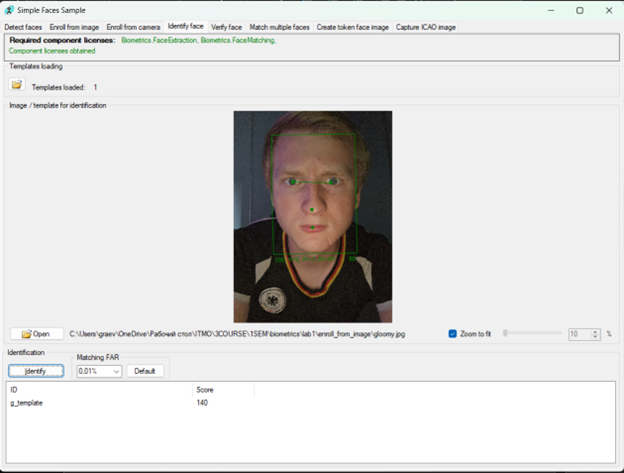 Simple Faces Sample
Detect faces Enroll from image Enroll from camera Identify face Verify face Match multiple faces Create token face image Capture ICAO image
Required component licenses: Biometrics.FaceExtraction, Biometrics.FaceMatching,
Component licenses obtained
Templates loading
Templates loaded: 1
Image / template for identification
Open C:\Users\graev\OneDrive\Рабочий стол\ITMO\3COURSE\1SEM\biometrics\lab1\enroll_from_image\gloomy.jpg Zoom to fit 10 %
Identification
Matching FAR
Identify 0.01% Default
ID Score
g_template 140